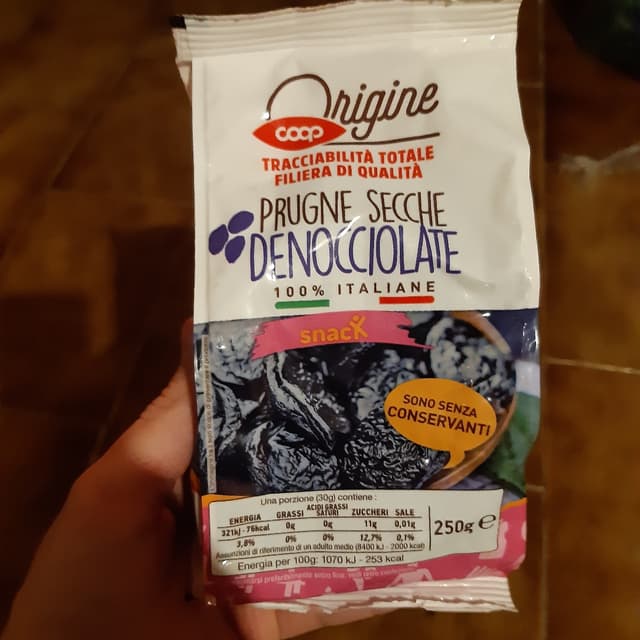 Origine
coop
TRACCIABILITÀ TOTALE
FILIERA DI QUALITÀ
PRUGNE SECCHE
DENOCCIOLATE
100% ITALIANE
snack
SONO SENZA
CONSERVANTI
Una porzione (30g) contiene :
ENERGIA GRASSI ACIDI GRASSI SATURI ZUCCHERI SALE
321kJ - 76kcal 0g 0g 11g 0,01g
3,8% 0% 0% 12,7% 0,1%
Assunzioni di riferimento di un adulto medio (8400 kJ - 2000 kcal)
Energia per 100g: 1070 kJ - 253 kcal
250g e